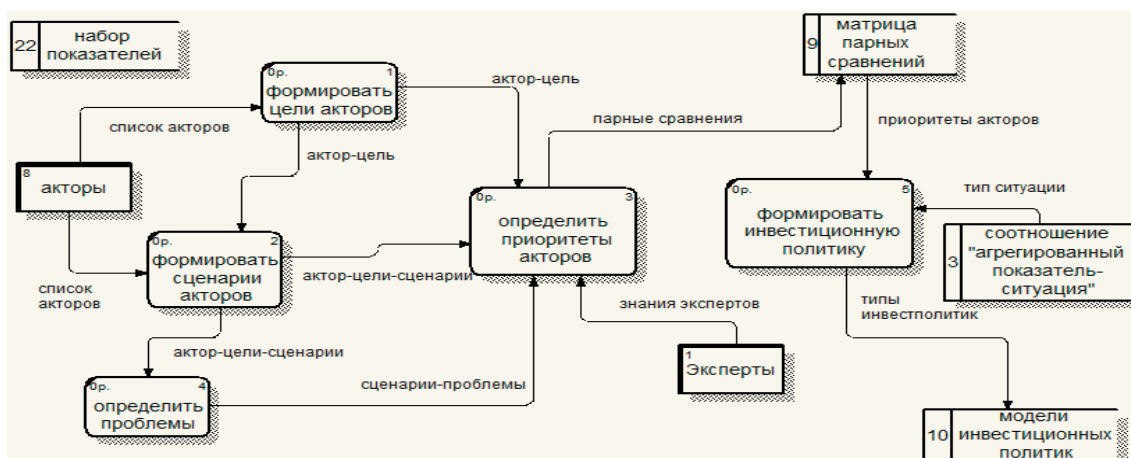 22
набор
показателей
0р.
1
формировать
цели акторов
актор-цель
9
матрица
парных
сравнений
список акторов
парные сравнения
приоритеты акторов
актор-цель
8
акторы
0р.
3
определить
приоритеты
акторов
0р.
5
формировать
инвестиционную
политику
тип ситуации
0р.
2
формировать
сценарии
акторов
актор-цели-сценарии
3
соотношение
"агрегированный
показатель-
ситуация"
список
акторов
знания экспертов
типы
инвестполитик
актор-цели-сценарии
0р.
4
определить
проблемы
сценарии-проблемы
1
Эксперты
10
модели
инвестиционных
политик